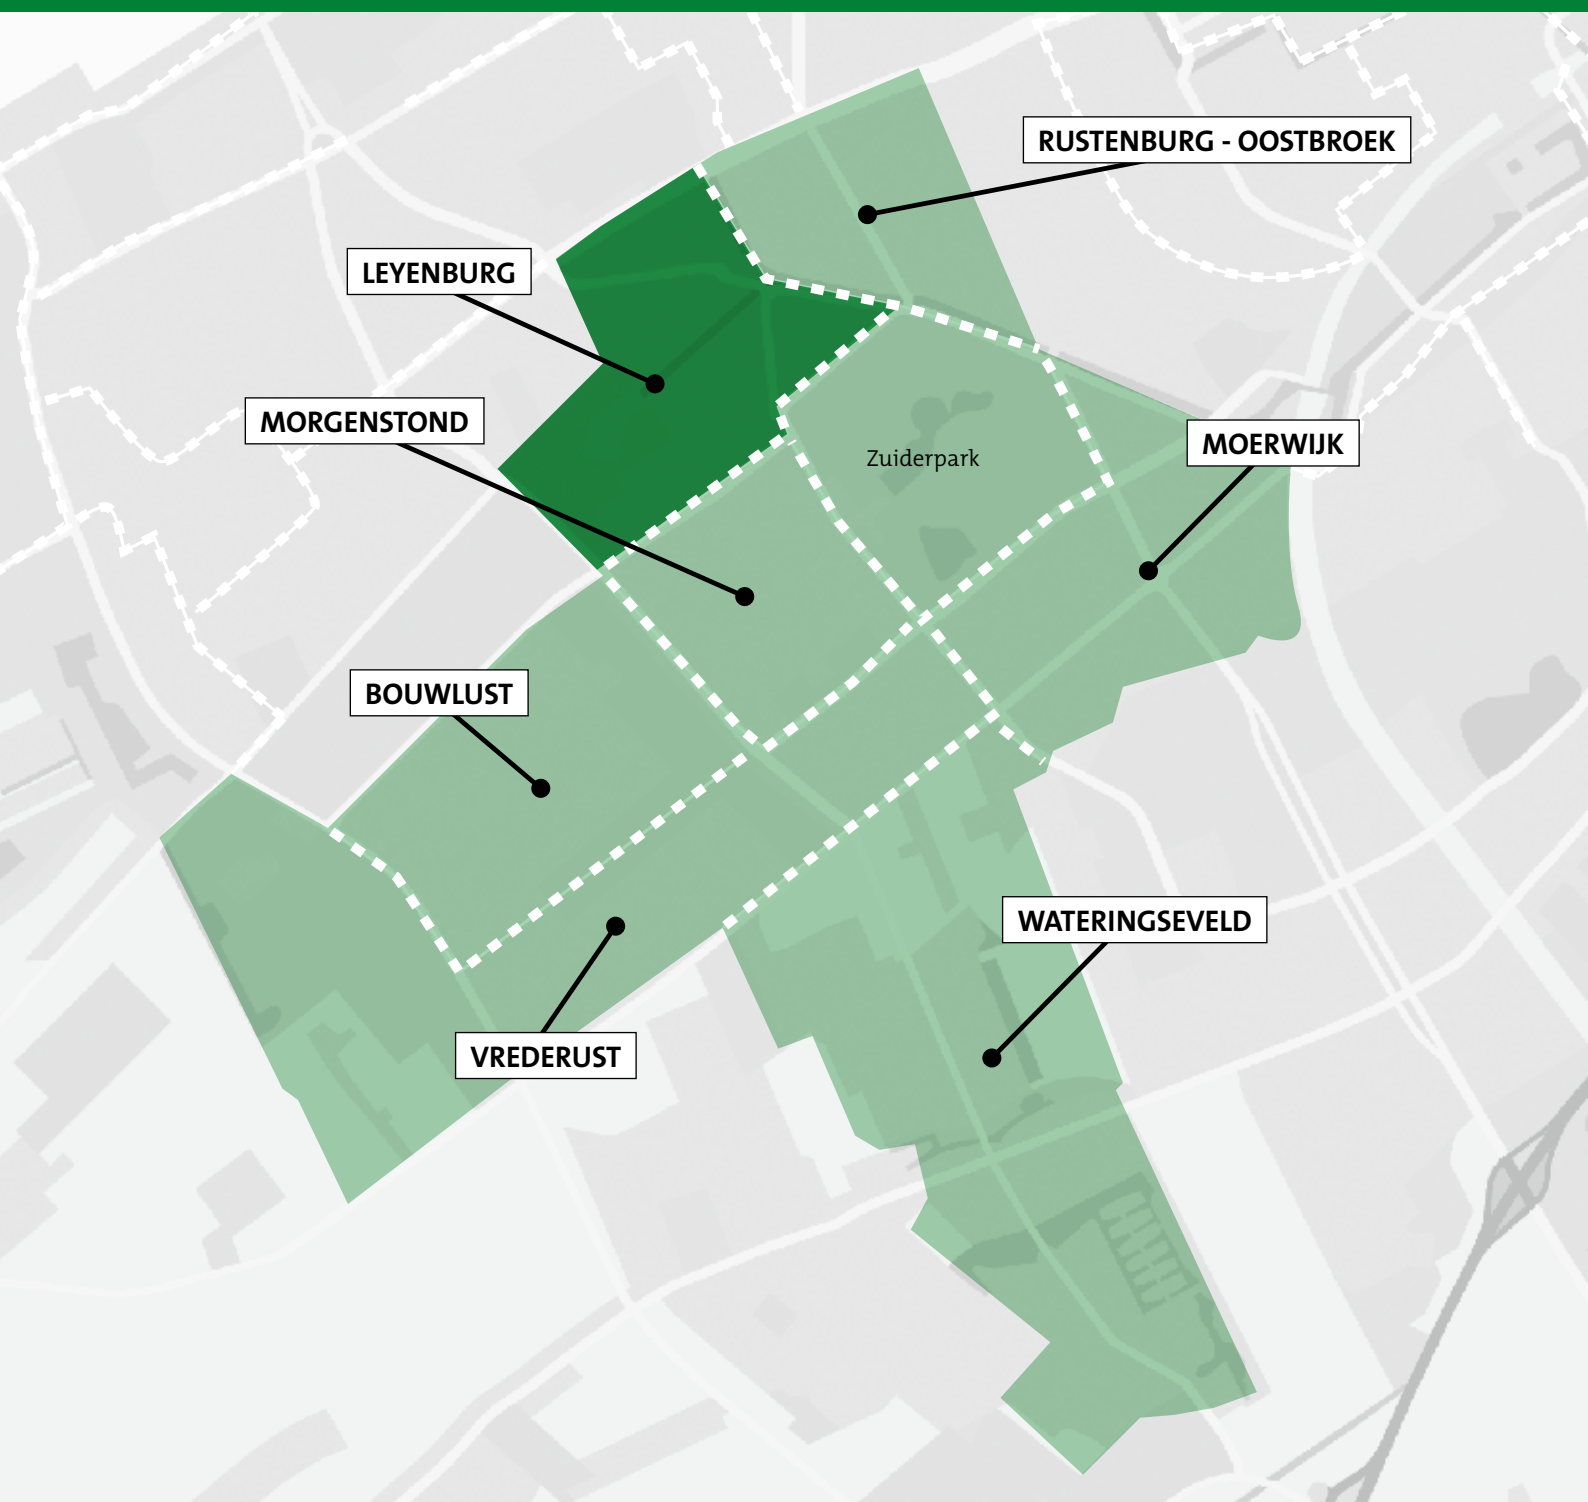 RUSTENBURG - OOSTBROEK
LEYENBURG
MORGENSTOND
MOERWIJK
Zuiderpark
BOUWLUST
WATERINGSEVELD
VREDERUST